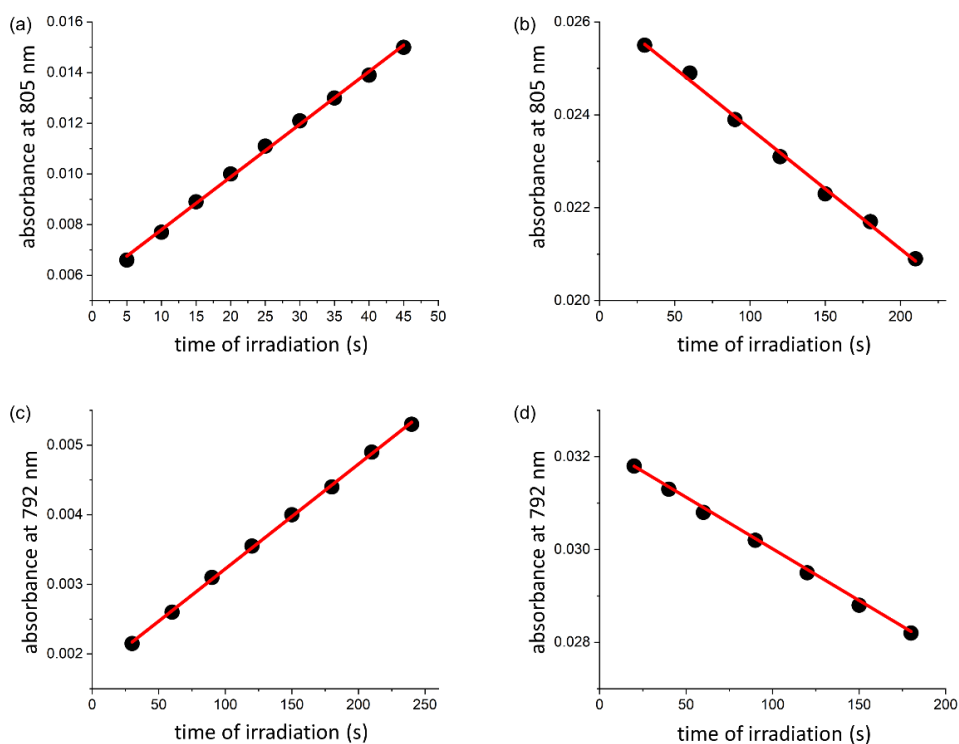 (a)
absorbance at 805 nm
0.016
0.014
0.012
0.010
0.008
0.006
0 5 10 15 20 25 30 35 40 45 50
time of irradiation (s)
(b)
absorbance at 805 nm
0.026
0.024
0.022
0.020
0 50 100 150 200
time of irradiation (s)
(c)
absorbance at 792 nm
0.005
0.004
0.003
0.002
0 50 100 150 200 250
time of irradiation (s)
(d)
absorbance at 792 nm
0.032
0.030
0.028
0 50 100 150 200
time of irradiation (s)